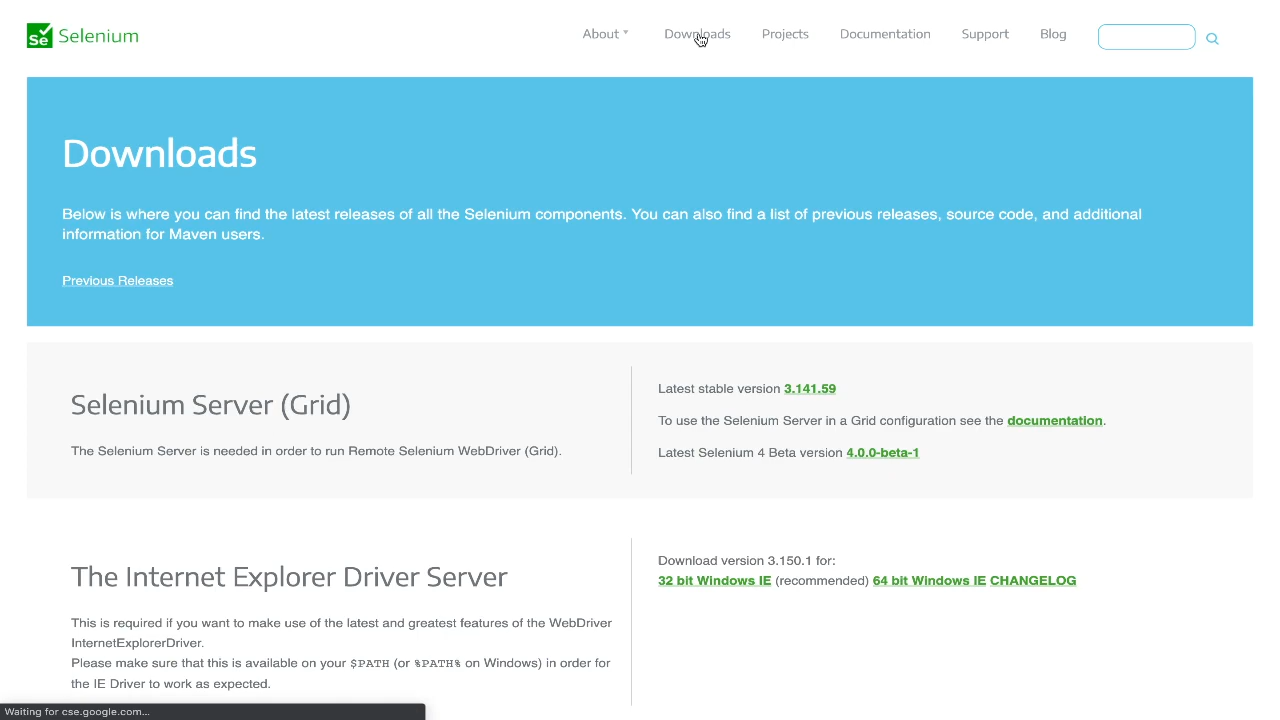 Se Selenium
About Downloads Projects Documentation Support Blog
Downloads
Below is where you can find the latest releases of all the Selenium components. You can also find a list of previous releases, source code, and additional
information for Maven users.
Previous Releases
Selenium Server (Grid)
The Selenium Server is needed in order to run Remote Selenium WebDriver (Grid).
Latest stable version 3.141.59
To use the Selenium Server in a Grid configuration see the documentation.
Latest Selenium 4 Beta version 4.0.0-beta-1
The Internet Explorer Driver Server
This is required if you want to make use of the latest and greatest features of the WebDriver
InternetExplorerDriver.
Please make sure that this is available on your $PATH (or %PATH% on Windows) in order for
the IE Driver to work as expected.
Download version 3.150.1 for:
32 bit Windows IE (recommended) 64 bit Windows IE CHANGELOG
Waiting for cse.google.com...